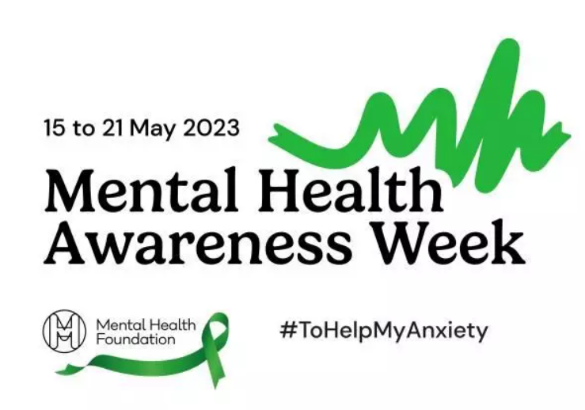 15 to 21 May 2023
Mental Health
Awareness Week
Mental Health
Foundation
#ToHelpMyAnxiety